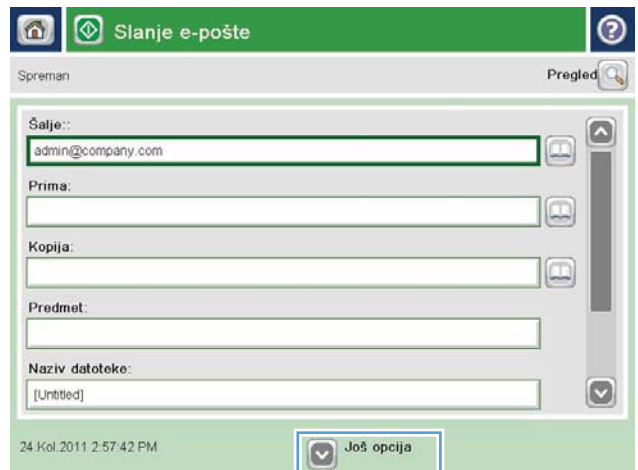 Slanje e-pošte
Spreman
Pregled
Šalje::
admin@company.com
Prima:
Kopija:
Predmet:
Naziv datoteke:
[Untitled]
24.Kol.2011 2:57:42 PM
Još opcija